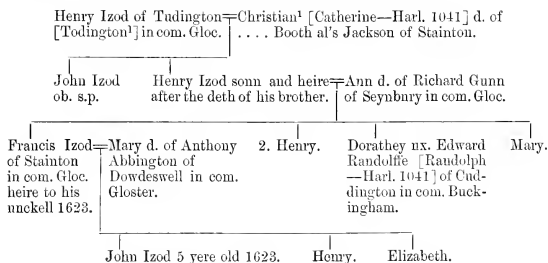 Henry Izod of Tudington=Christian¹ [Catherine—Harl. 1041] d. of
[Todington¹] in com. Gloc. .... Booth al's Jackson of Stainton.
John Izod Henry Izod sonn and heire=Ann d. of Richard Gunn
ob. s.p. after the deth of his brother. of Seynbury in com. Gloc.
Francis Izod=Mary d. of Anthony 2. Henry. Dorathey ux. Edward Mary.
of Stainton Abbington of Randolffe [Randolph
in com. Gloc. Dowdeswell in com. —Harl. 1041] of Cud-
heire to his Gloster. dington in com. Buck-
unckell 1623. ingham.
John Izod 5 yere old 1623. Henry. Elizabeth.